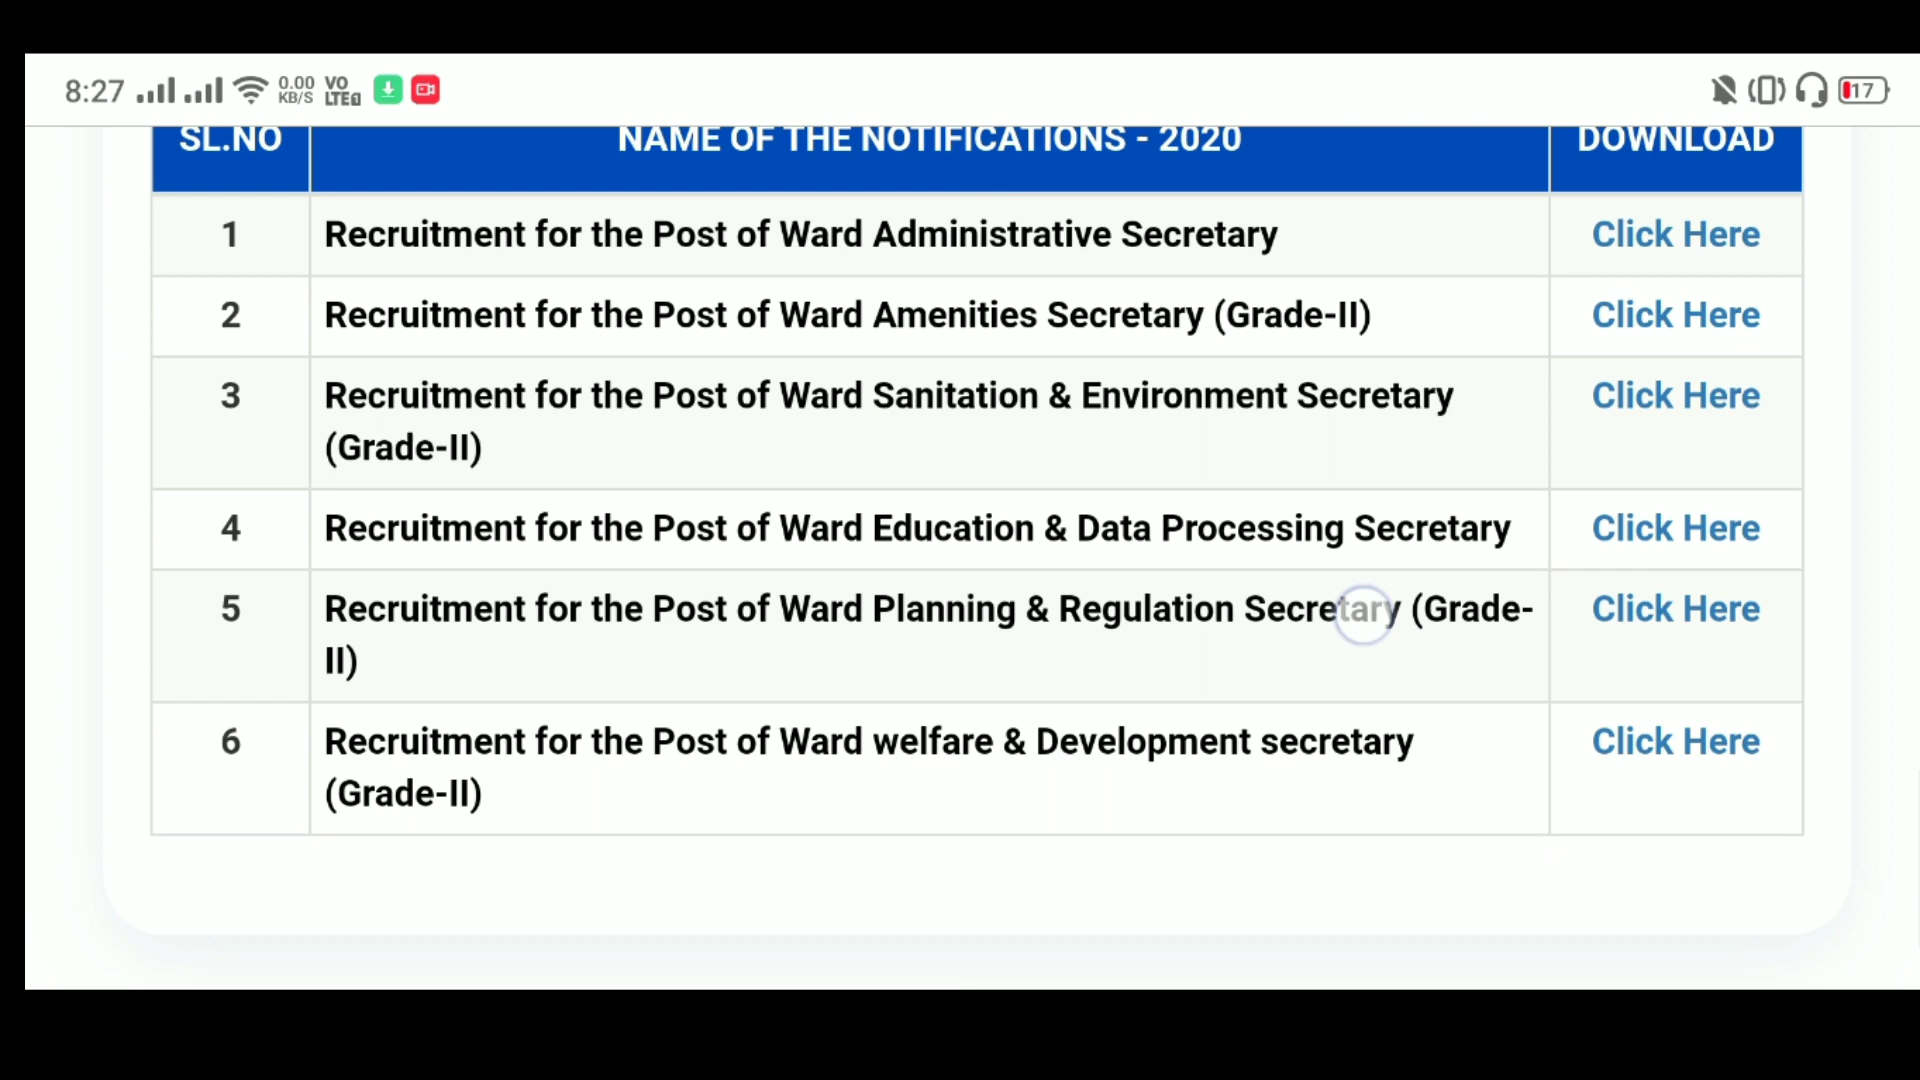 8:27 0.00 KB/S VO LTE 17
SL.NO NAME OF THE NOTIFICATIONS - 2020 DOWNLOAD
1 Recruitment for the Post of Ward Administrative Secretary Click Here
2 Recruitment for the Post of Ward Amenities Secretary (Grade-II) Click Here
3 Recruitment for the Post of Ward Sanitation & Environment Secretary Click Here
(Grade-II)
4 Recruitment for the Post of Ward Education & Data Processing Secretary Click Here
5 Recruitment for the Post of Ward Planning & Regulation Secretary (Grade- Click Here
II)
6 Recruitment for the Post of Ward welfare & Development secretary Click Here
(Grade-II)